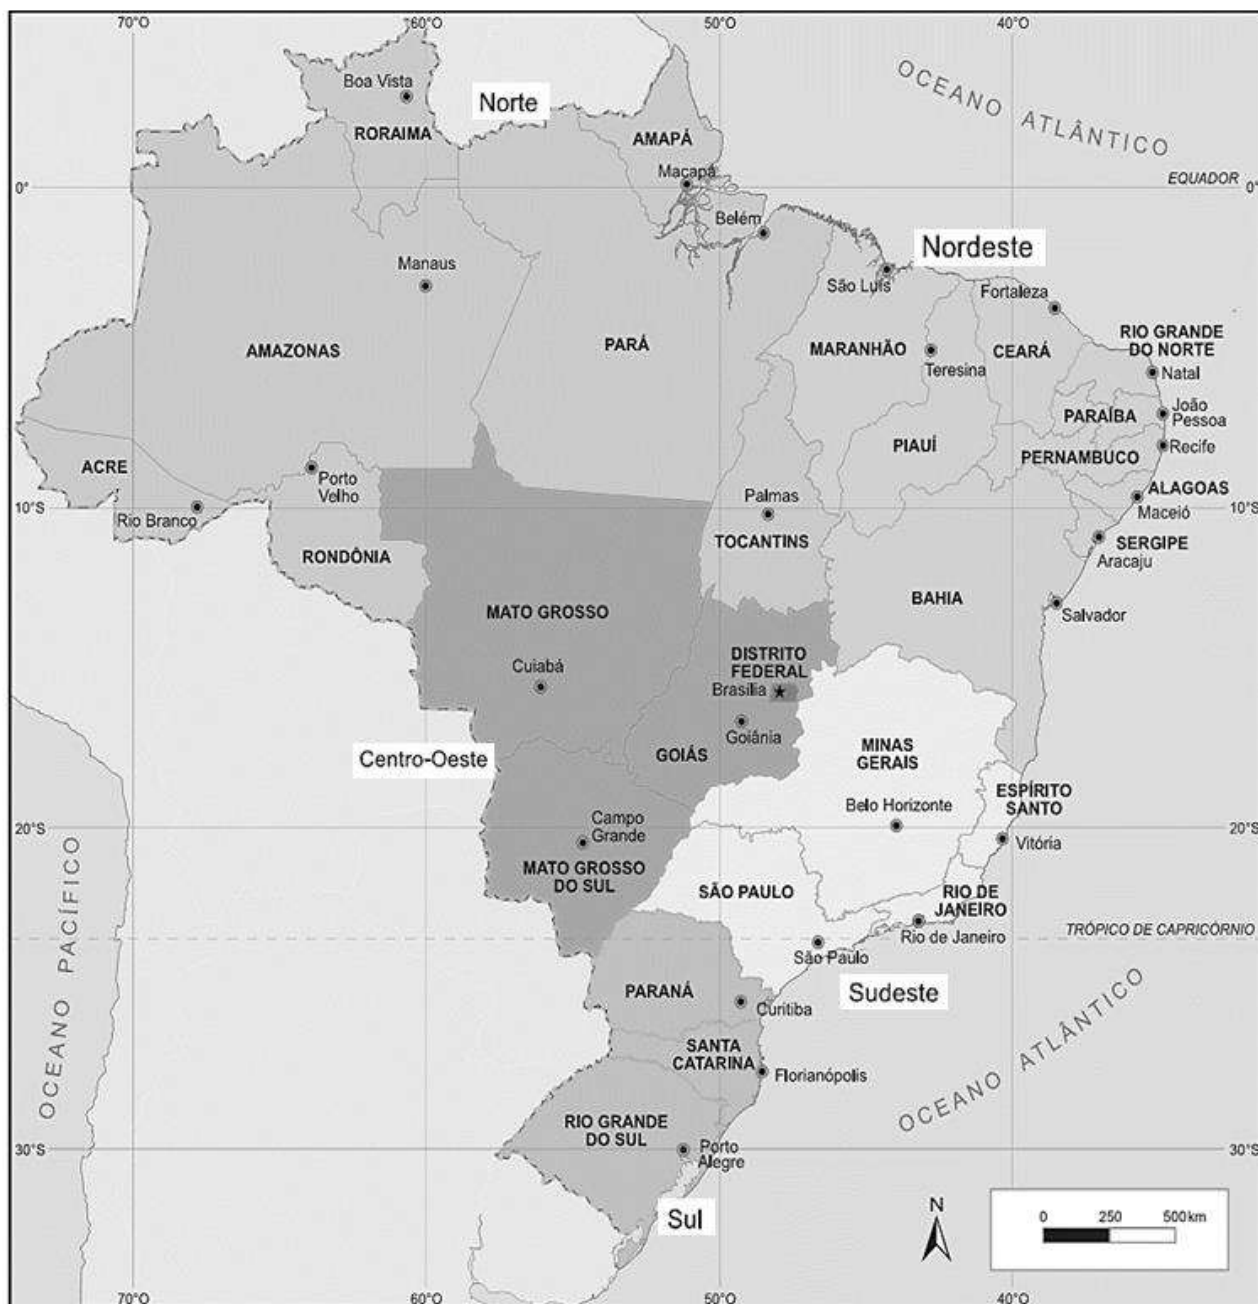 70°O
60°O
50°O
40°O
Boa Vista
Norte
RORAIMA
AMAPÁ
OCEANO ATLÂNTICO
Macapá
EQUADOR
0°
0°
Belém
Nordeste
Manaus
São Luís
Fortaleza
AMAZONAS
PARÁ
MARANHÃO
CEARÁ
RIO GRANDE
DO NORTE
Teresina
Natal
PARAÍBA
João
Pessoa
PIAUÍ
Recife
PERNAMBUCO
ACRE
Porto
Velho
Palmas
ALAGOAS
Maceió
10°S
10°S
Rio Branco
TOCANTINS
SERGIPE
Aracaju
RONDÔNIA
BAHIA
MATO GROSSO
Salvador
DISTRITO
FEDERAL
Cuiabá
Brasília
Goiânia
GOIÁS
MINAS
GERAIS
Centro-Oeste
ESPÍRITO
SANTO
Belo Horizonte
Campo
Grande
20°S
20°S
Vitória
MATO GROSSO
DO SUL
SÃO PAULO
RIO DE
JANEIRO
OCEANO PACÍFICO
Rio de Janeiro
TRÓPICO DE CAPRICÓRNIO
São Paulo
PARANÁ
Sudeste
Curitiba
SANTA
CATARINA
Florianópolis
OCEANO ATLÂNTICO
RIO GRANDE
DO SUL
Porto
Alegre
30°S
30°S
Sul
N
0 250 500km
70°O
60°O
50°O
40°O